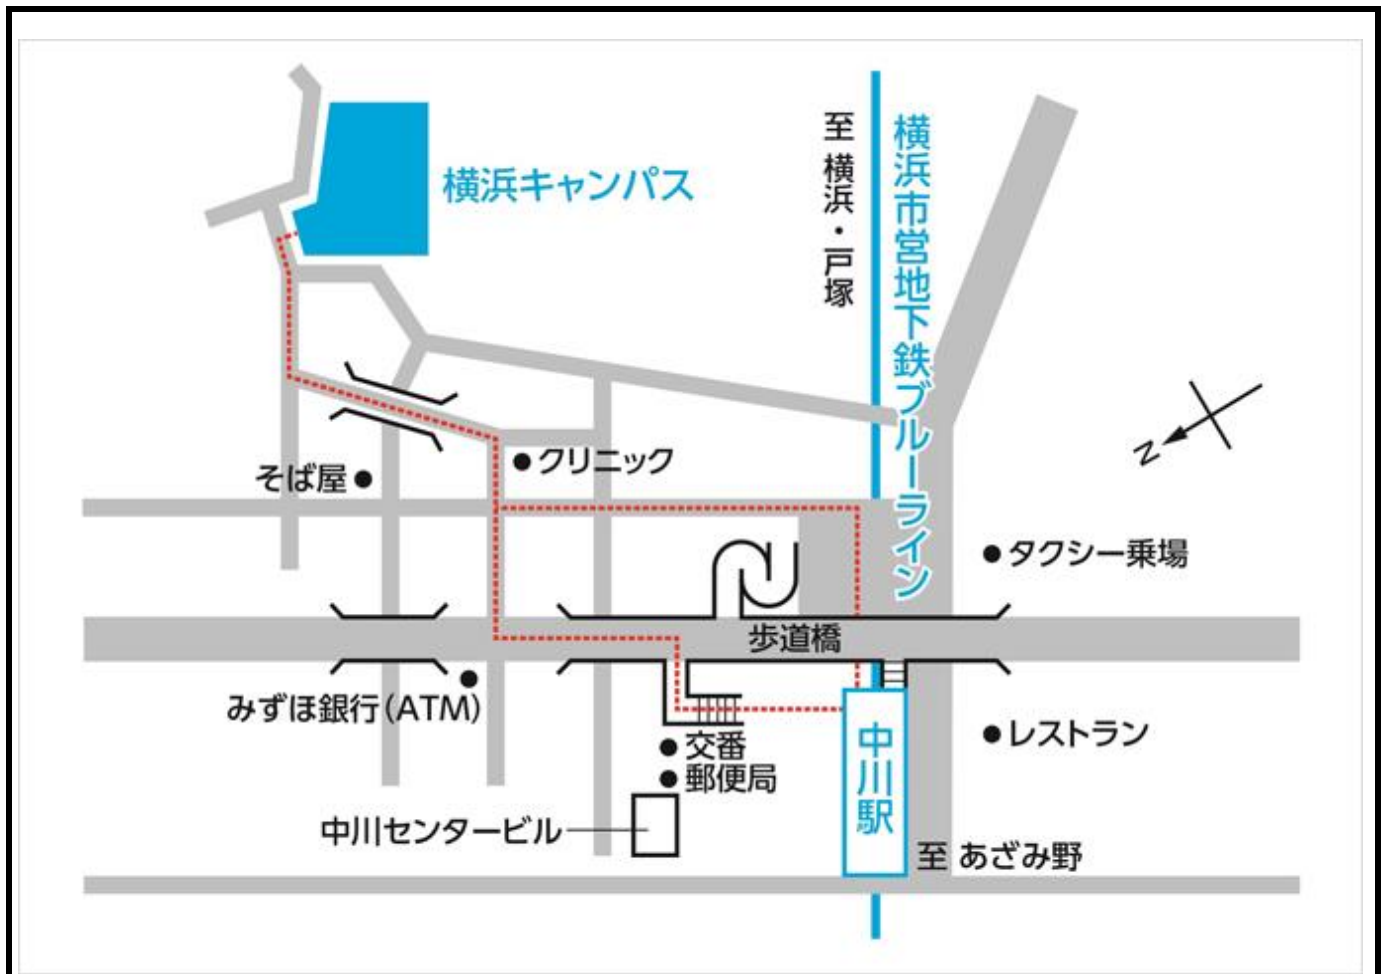 横浜キャンパス
至 横浜・戸塚
横浜市営地下鉄ブルーライン
N
クリニック
そば屋
タクシー乗場
歩道橋
みずほ銀行(ATM)
交番
郵便局
中川センタービル
中川駅
レストラン
至 あざみ野